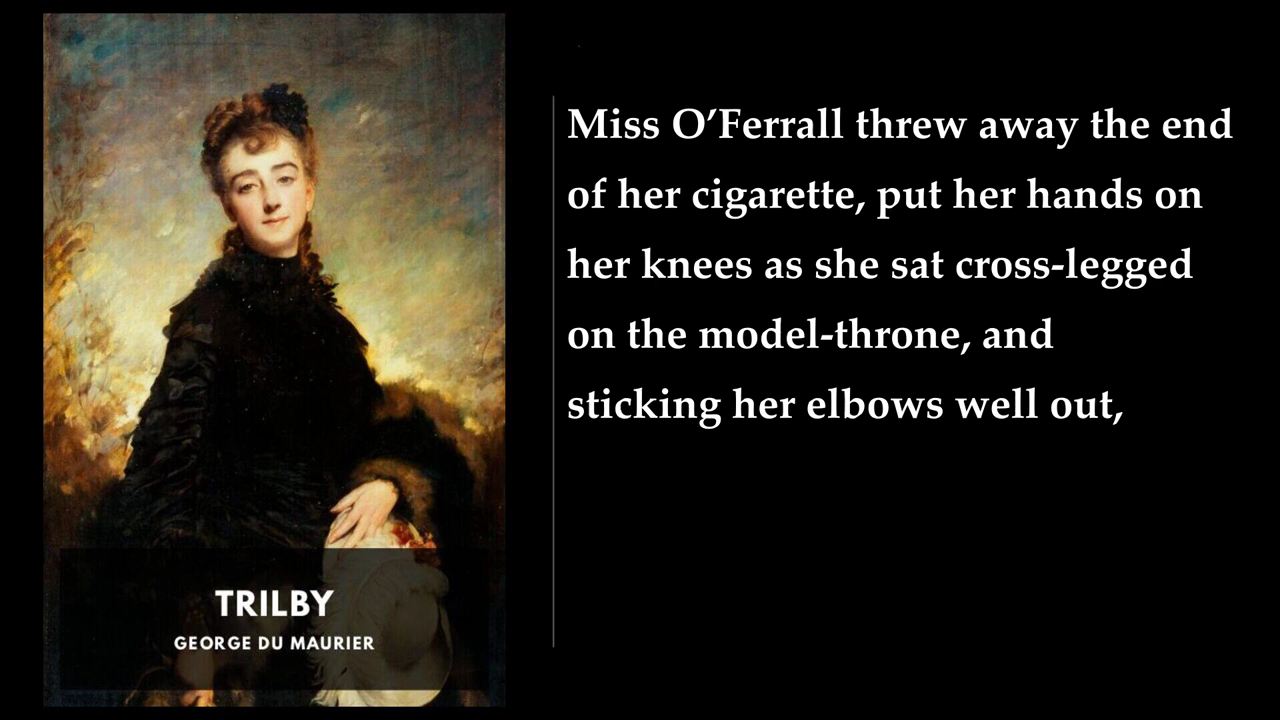 TRILBY
GEORGE DU MAURIER
Miss O’Ferrall threw away the end
of her cigarette, put her hands on
her knees as she sat cross-legged
on the model-throne, and
sticking her elbows well out,